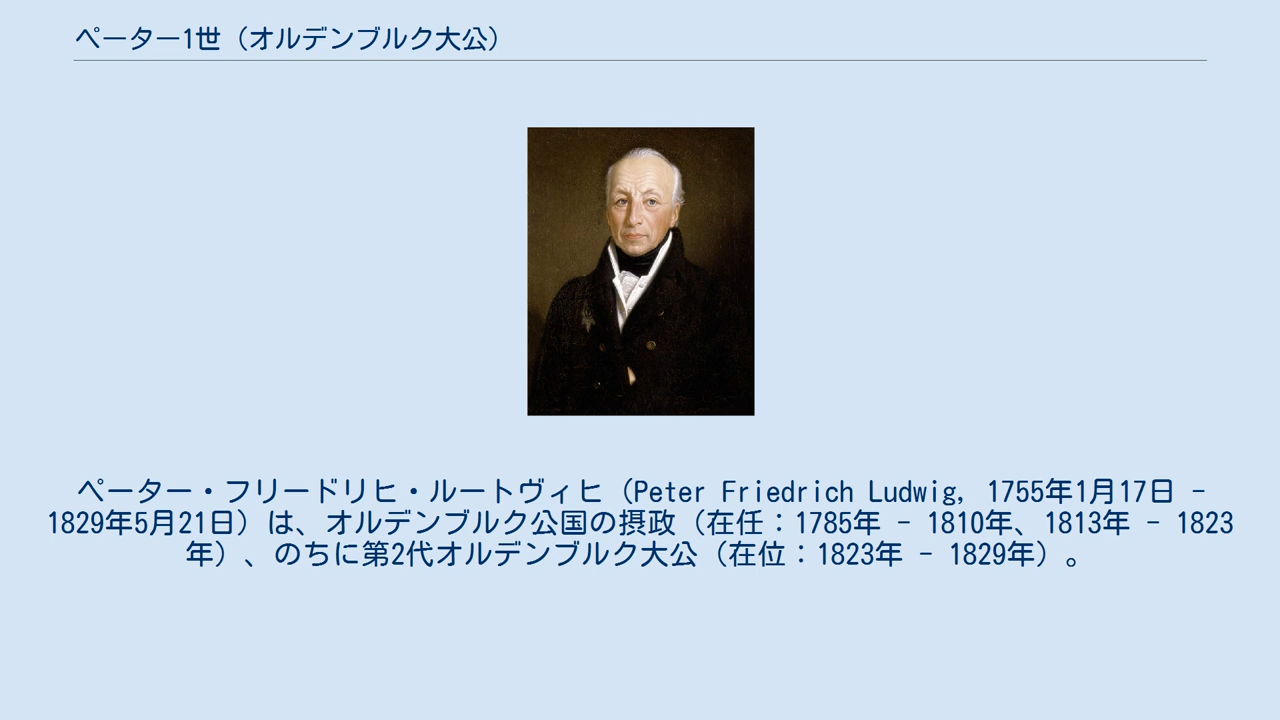 ペーター1世（オルデンブルク大公）
ペーター・フリードリヒ・ルートヴィヒ（Peter Friedrich Ludwig, 1755年1月17日 -
1829年5月21日）は、オルデンブルク公国の摂政（在任：1785年 - 1810年、1813年 - 1823
年）、のちに第2代オルデンブルク大公（在位：1823年 - 1829年）。